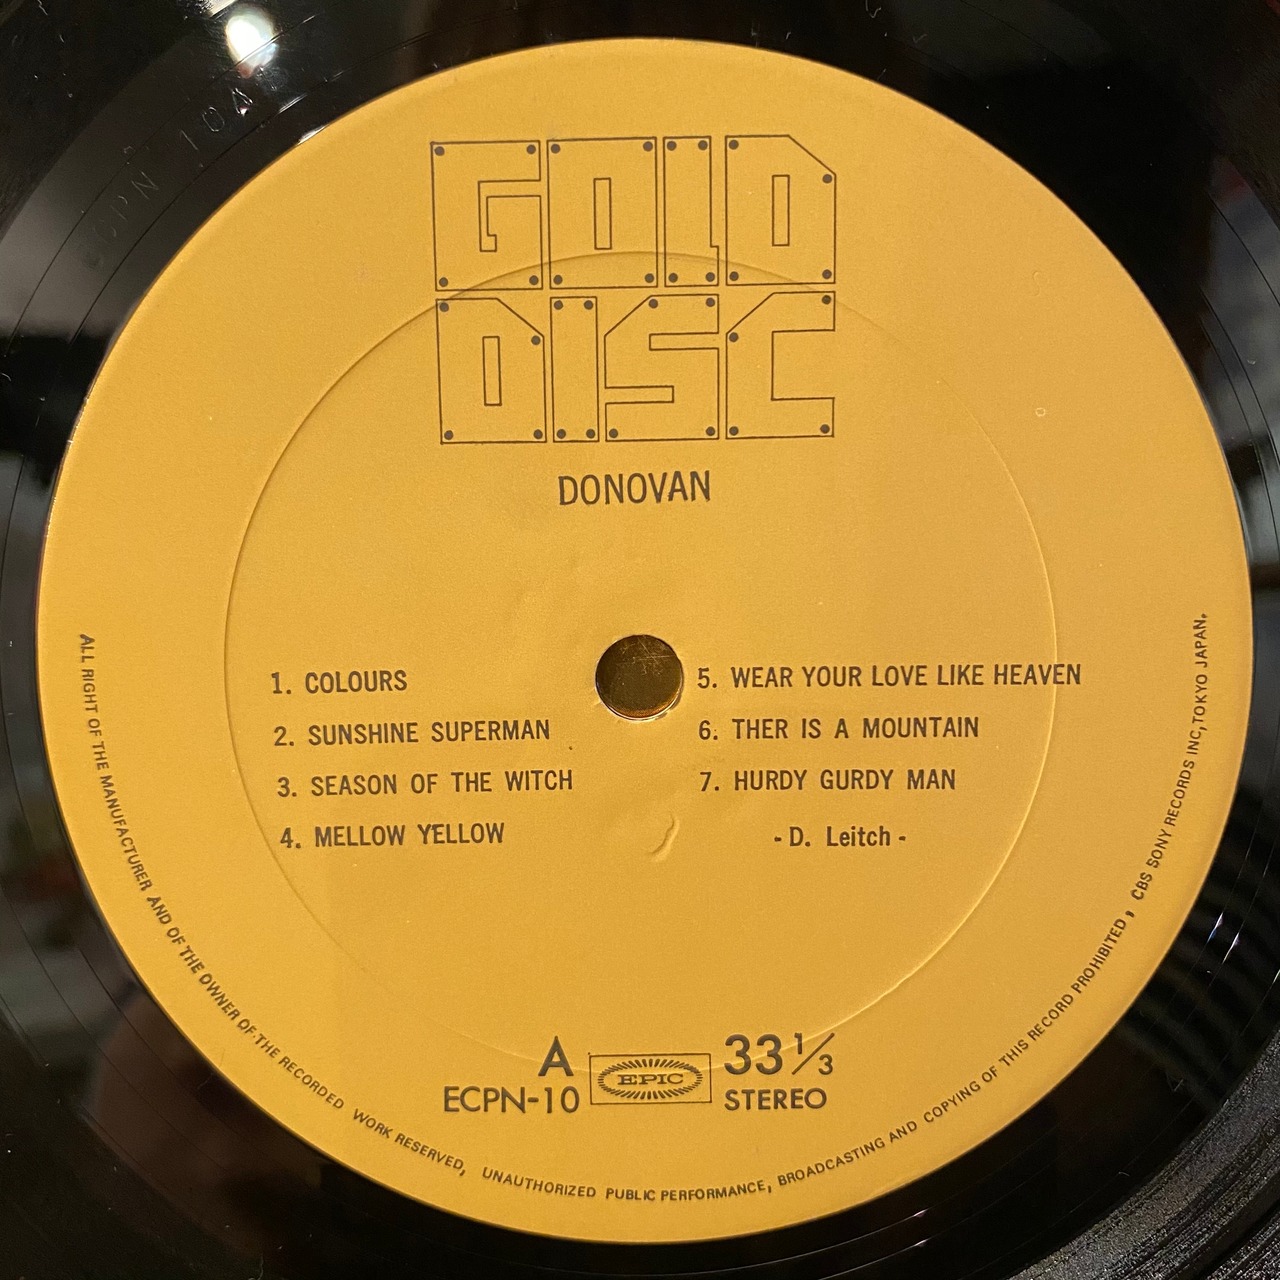 ECPN 10A
GOLD
DISC
DONOVAN
1. COLOURS
2. SUNSHINE SUPERMAN
3. SEASON OF THE WITCH
4. MELLOW YELLOW
5. WEAR YOUR LOVE LIKE HEAVEN
6. THER IS A MOUNTAIN
7. HURDY GURDY MAN
- D. Leitch -
A
ECPN-10
EPIC
33 1/3
STEREO
ALL RIGHT OF THE MANUFACTURER AND OF THE OWNER OF THE RECORDED WORK RESERVED, UNAUTHORIZED PUBLIC PERFORMANCE, BROADCASTING AND COPYING OF THIS RECORD PROHIBITED, CBS SONY RECORDS INC, TOKYO JAPAN.